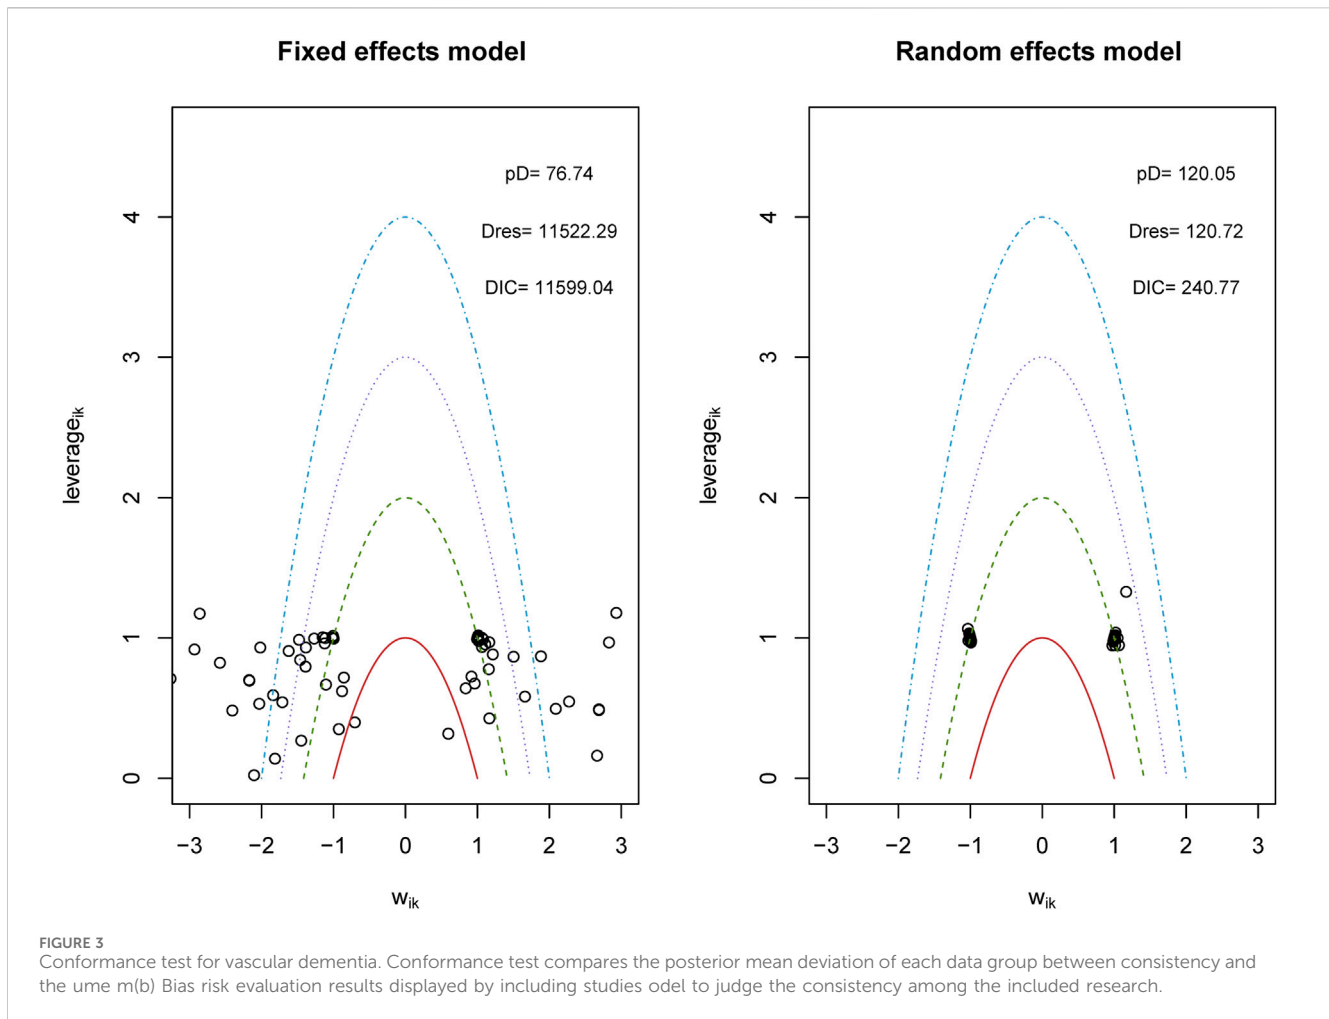 Fixed effects model
pD= 76.74
Dres= 11522.29
DIC= 11599.04
4
3
2
1
0
leverageik
−3 −2 −1 0 1 2 3
wik
Random effects model
pD= 120.05
Dres= 120.72
DIC= 240.77
4
3
2
1
0
leverageik
−3 −2 −1 0 1 2 3
wik
FIGURE 3
Conformance test for vascular dementia. Conformance test compares the posterior mean deviation of each data group between consistency and
the ume m(b) Bias risk evaluation results displayed by including studies odel to judge the consistency among the included research.